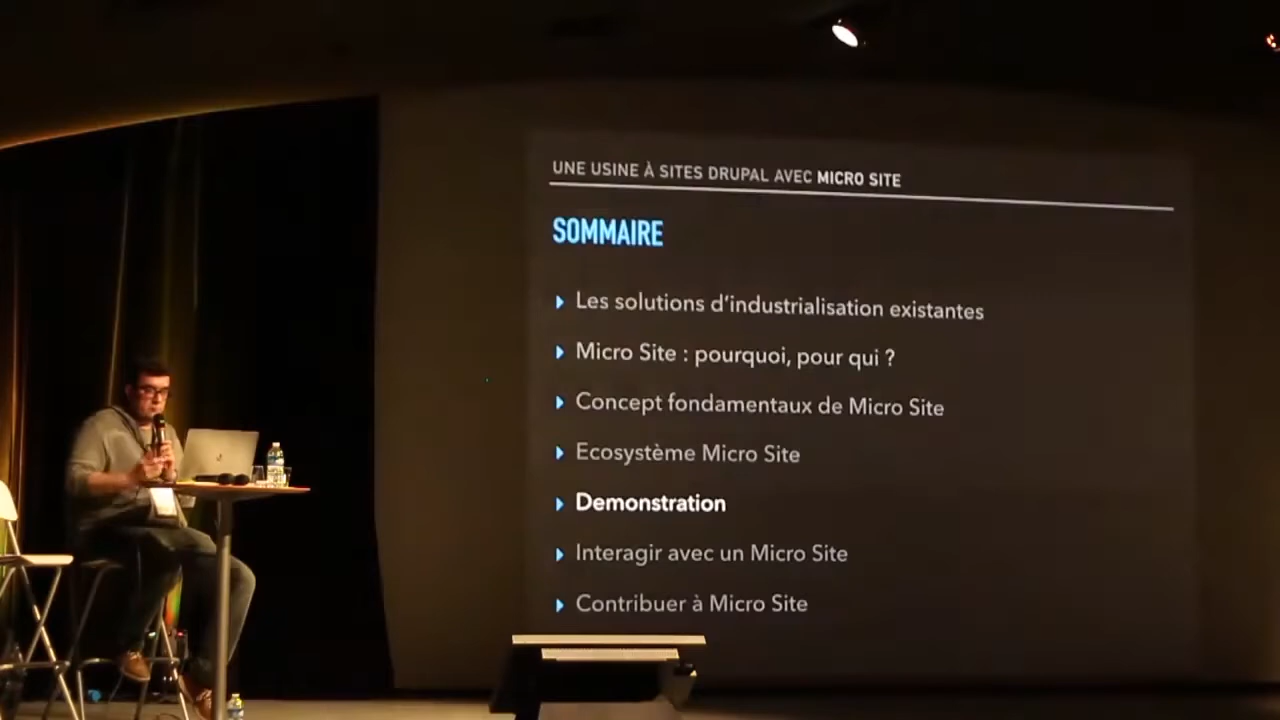 UNE USINE À SITES DRUPAL AVEC MICRO SITE
SOMMAIRE
Les solutions d'industrialisation existantes
Micro Site : pourquoi, pour qui ?
Concept fondamentaux de Micro Site
Ecosystème Micro Site
Demonstration
Interagir avec un Micro Site
Contribuer à Micro Site